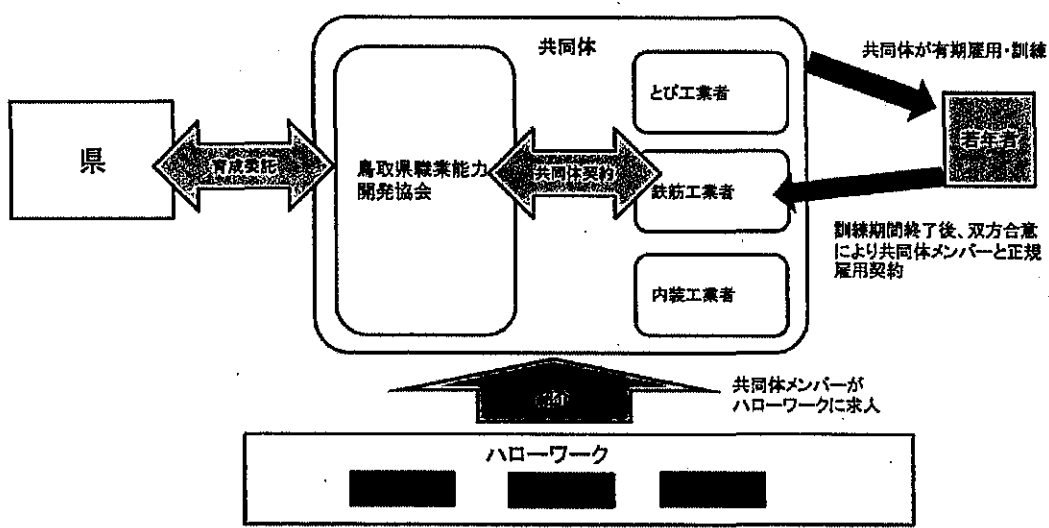 共同体
共同体が有期雇用・訓練
とび工業者
若年者
県
育成委託
鳥取県職業能力
開発協会
共同体契約
鉄筋工業者
訓練期間終了後、双方合意
により共同体メンバーと正規
雇用契約
内装工業者
共同体メンバーが
ハローワークに求人
ハローワーク